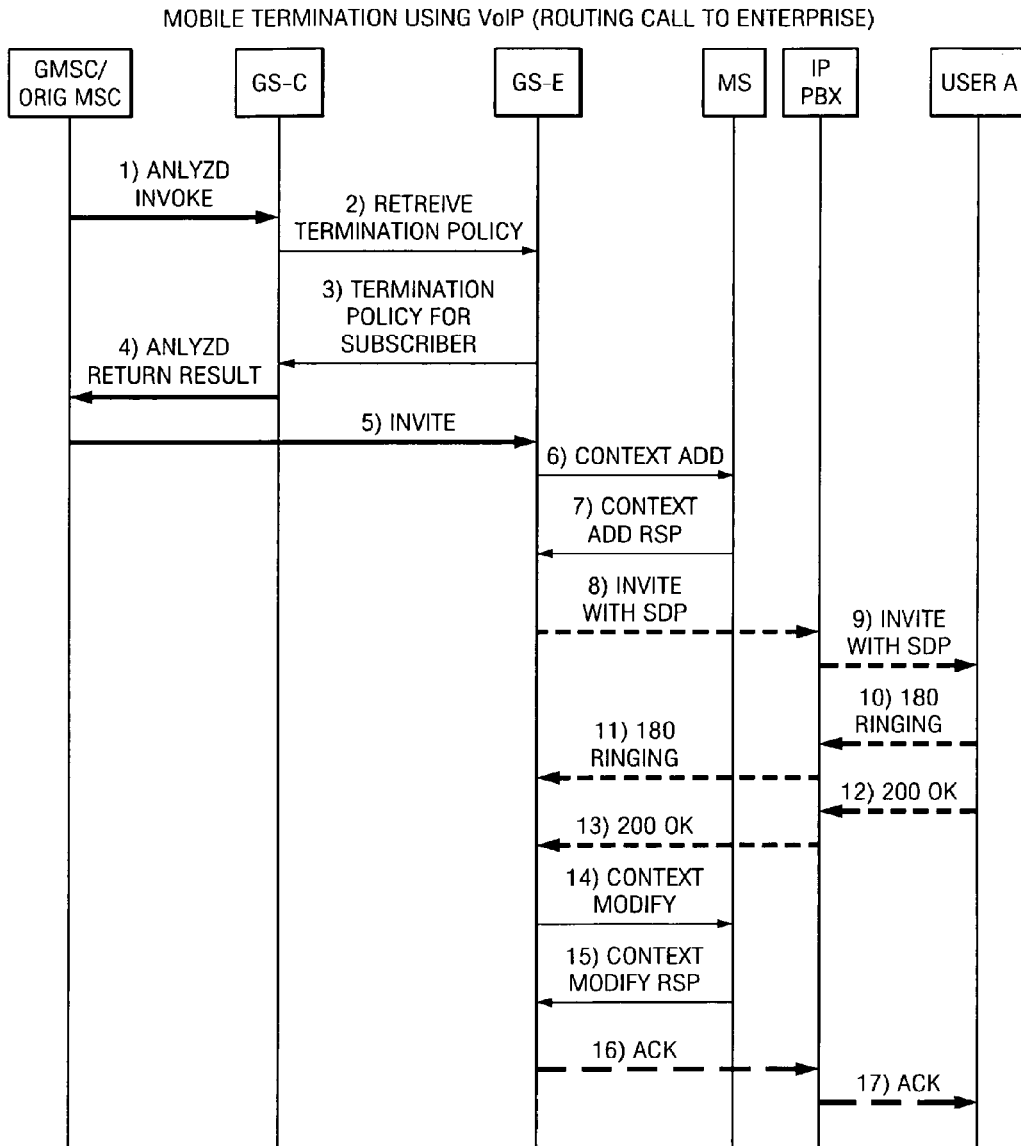 MOBILE TERMINATION USING VoIP (ROUTING CALL TO ENTERPRISE)
GMSC/
ORIG MSC
GS-C
GS-E
MS
IP
PBX
USER A
1) ANLYZD
INVOKE
2) RETREIVE
TERMINATION POLICY
3) TERMINATION
POLICY FOR
SUBSCRIBER
4) ANLYZD
RETURN RESULT
5) INVITE
6) CONTEXT ADD
7) CONTEXT
ADD RSP
8) INVITE
WITH SDP
9) INVITE
WITH SDP
10) 180
RINGING
11) 180
RINGING
12) 200 OK
13) 200 OK
14) CONTEXT
MODIFY
15) CONTEXT
MODIFY RSP
16) ACK
17) ACK